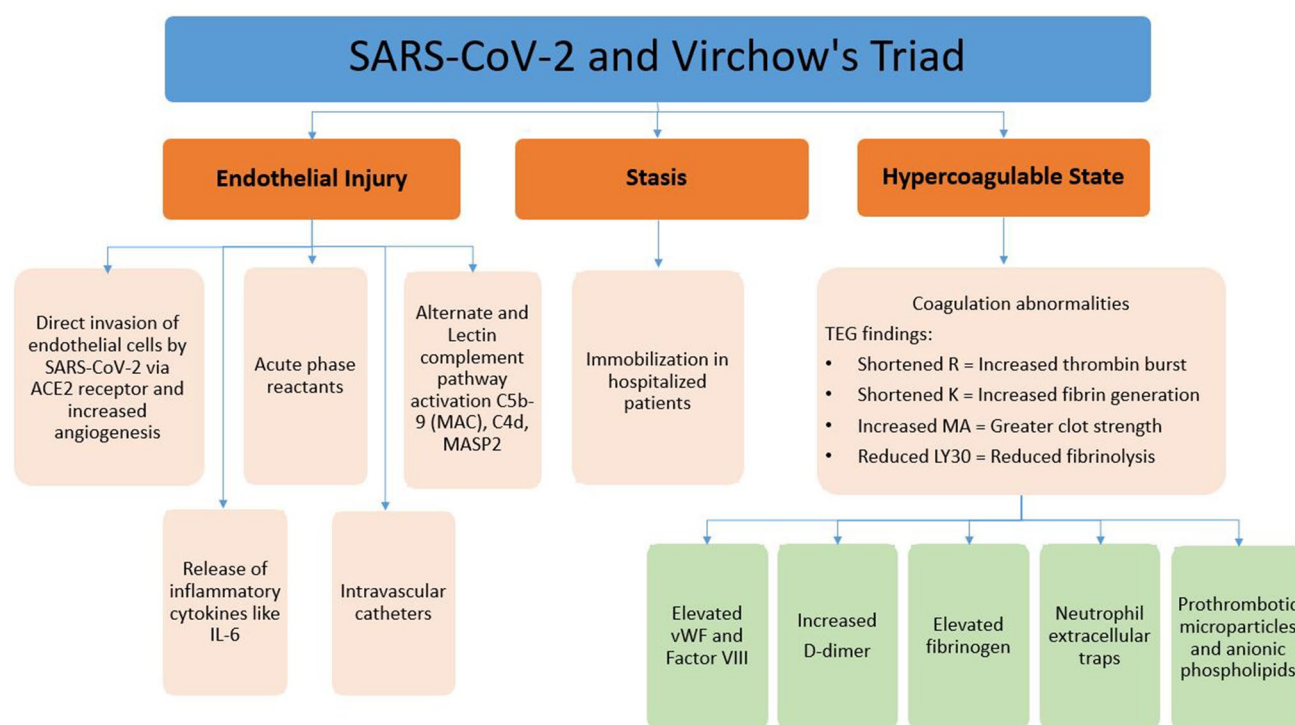 SARS-CoV-2 and Virchow's Triad
Endothelial Injury
Stasis
Hypercoagulable State
Direct invasion of
endothelial cells by
SARS-CoV-2 via
ACE2 receptor and
increased
angiogenesis
Acute phase
reactants
Alternate and
Lectin
complement
pathway
activation C5b-
9 (MAC), C4d,
MASP2
Immobilization in
hospitalized
patients
Coagulation abnormalities
TEG findings:
• Shortened R = Increased thrombin burst
• Shortened K = Increased fibrin generation
• Increased MA = Greater clot strength
• Reduced LY30 = Reduced fibrinolysis
Release of
inflammatory
cytokines like
IL-6
Intravascular
catheters
Elevated
vWF and
Factor VIII
Increased
D-dimer
Elevated
fibrinogen
Neutrophil
extracellular
traps
Prothrombotic
microparticles
and anionic
phospholipids